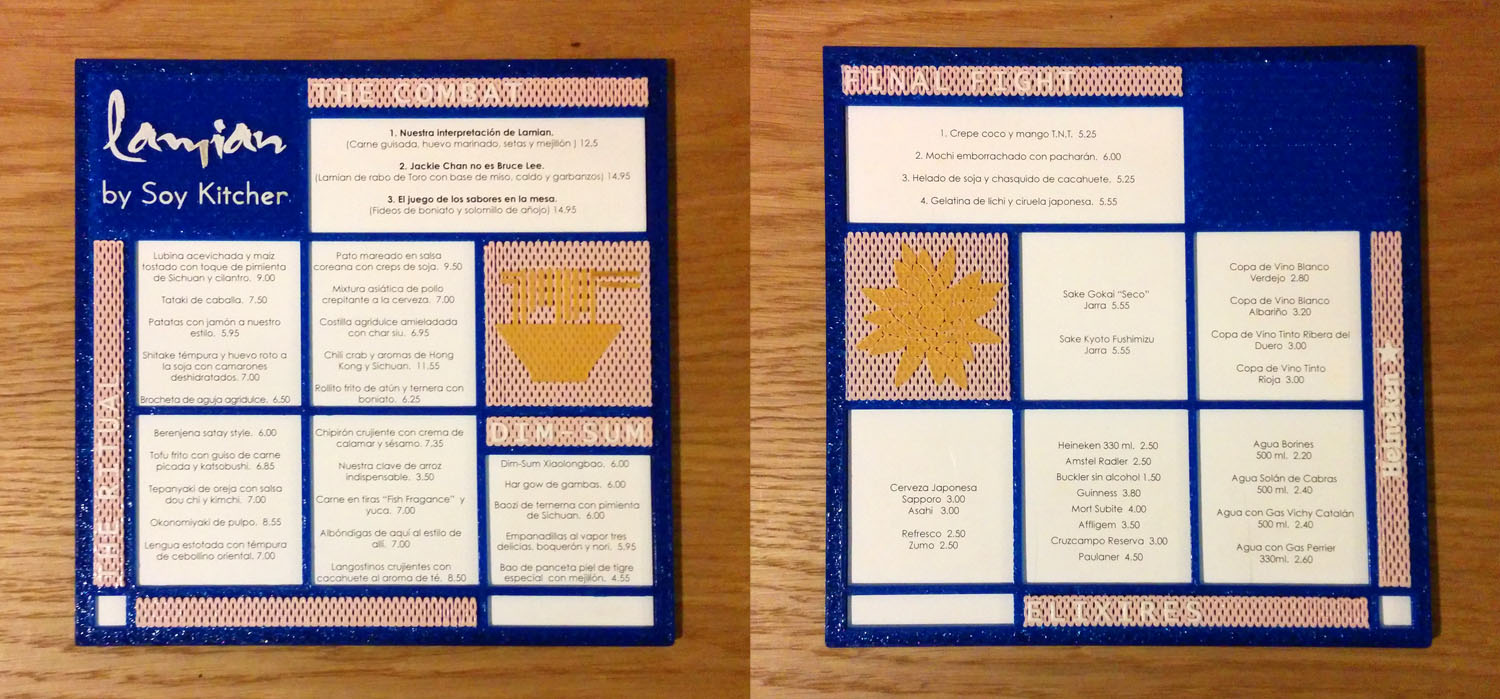 lamian
by Soy Kitcher
THE COMBAT
1. Nuestra interpretación de Lamian.
(Carne guisada, huevo marinado, setas y mejillón ) 12,5
2. Jackie Chan no es Bruce Lee.
(Lamian de rabo de Toro con base de miso, caldo y garbanzos) 14,95
3. El juego de los sabores en la mesa.
(Fideos de boniato y solomillo de añojo) 14,95
THE RITUAL
Lubina acevichada y maiz
tostado con toque de pimienta
de Sichuan y cilantro. 9.00
Tataki de caballa. 7.50
Patatas con jamón a nuestro
estilo. 5.95
Shitake témpura y huevo roto a
la soja con camarones
deshidratados. 7.00
Brocheta de aguja agridulce. 6.50
Pato mareado en salsa
coreana con creps de soja. 9.50
Mixtura asiática de pollo
crepitante a la cerveza. 7.00
Costilla agridulce amieladada
con char siu. 6.95
Chili crab y aromas de Hong
Kong y Sichuan. 11.55
Rollito frito de atún y ternera con
boniato. 6.25
Berenjena satay style. 6.00
Tofu frito con guiso de carne
picada y katsobushi. 6.85
Tepanyaki de oreja con salsa
dou chi y kimchi. 7.00
Okonomiyaki de pulpo. 8.55
Lengua estofada con témpura
de cebollino oriental. 7.00
Chipirón crujiente con crema de
calamar y sésamo. 7.35
Nuestra clave de arroz
indispensable. 3.50
Carne en tiras "Fish Fragance" y
yuca. 7.00
Albóndigas de aquí al estilo de
allí. 7.00
Langostinos crujientes con
cacahuete al aroma de té. 8.50
DIM-SUM
Dim-Sum Xiaolongbao. 6.00
Har gow de gambas. 6.00
Baozi de temerna con pimienta
de Sichuan. 6.00
Empanadillas al vapor tres
delicias, boquerón y nori. 5.95
Bao de panceta piel de tigre
especial con mejillón. 4.55
FINAL FIGHT
1. Crepe coco y mango T.N.T. 5.25
2. Mochi emborrachado con pacharán. 6.00
3. Helado de soja y chasquido de cacahuete. 5.25
4. Gelatina de lichi y ciruela japonesa. 5.55
Sake Gokai "Seco"
Jarra 5.55
Sake Kyoto Fushimizu
Jarra 5.55
Copa de Vino Blanco
Verdejo 2.80
Copa de Vino Blanco
Albariño 3.20
Copa de Vino Tinto Ribera del
Duero 3.00
Copa de Vino Tinto
Rioja 3.00
Heineken
Cerveza Japonesa
Sapporo 3.00
Asahi 3.00
Refresco 2.50
Zumo 2.50
Heineken 330 ml. 2.50
Amstel Radler 2.50
Buckler sin alcohol 1.50
Guinness 3.80
Mort Subite 4.00
Affligem 3.50
Cruzcampo Reserva 3.00
Paulaner 4.50
Agua Borines
500 ml. 2.20
Agua Solán de Cabras
500 ml. 2.40
Agua con Gas Vichy Catalán
500 ml. 2.40
Agua con Gas Perrier
330ml. 2.60
ELIXIRES